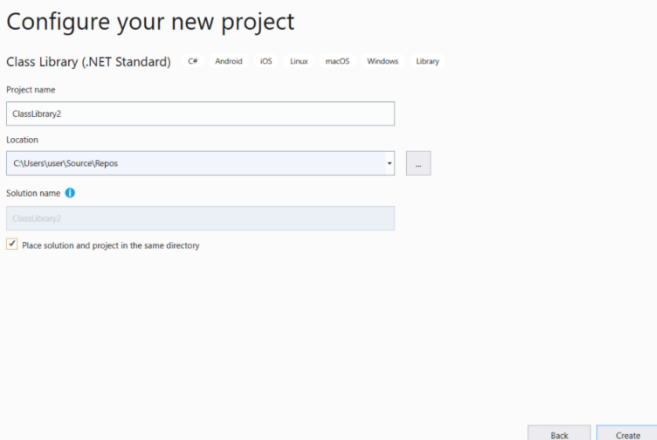 Configure your new project
Class Library (.NET Standard) C# Android iOS Linux macOS Windows Library
Project name
ClassLibrary2
Location
C:\Users\user\Source\Repos
...
Solution name
ClassLibrary2
Place solution and project in the same directory
Back Create